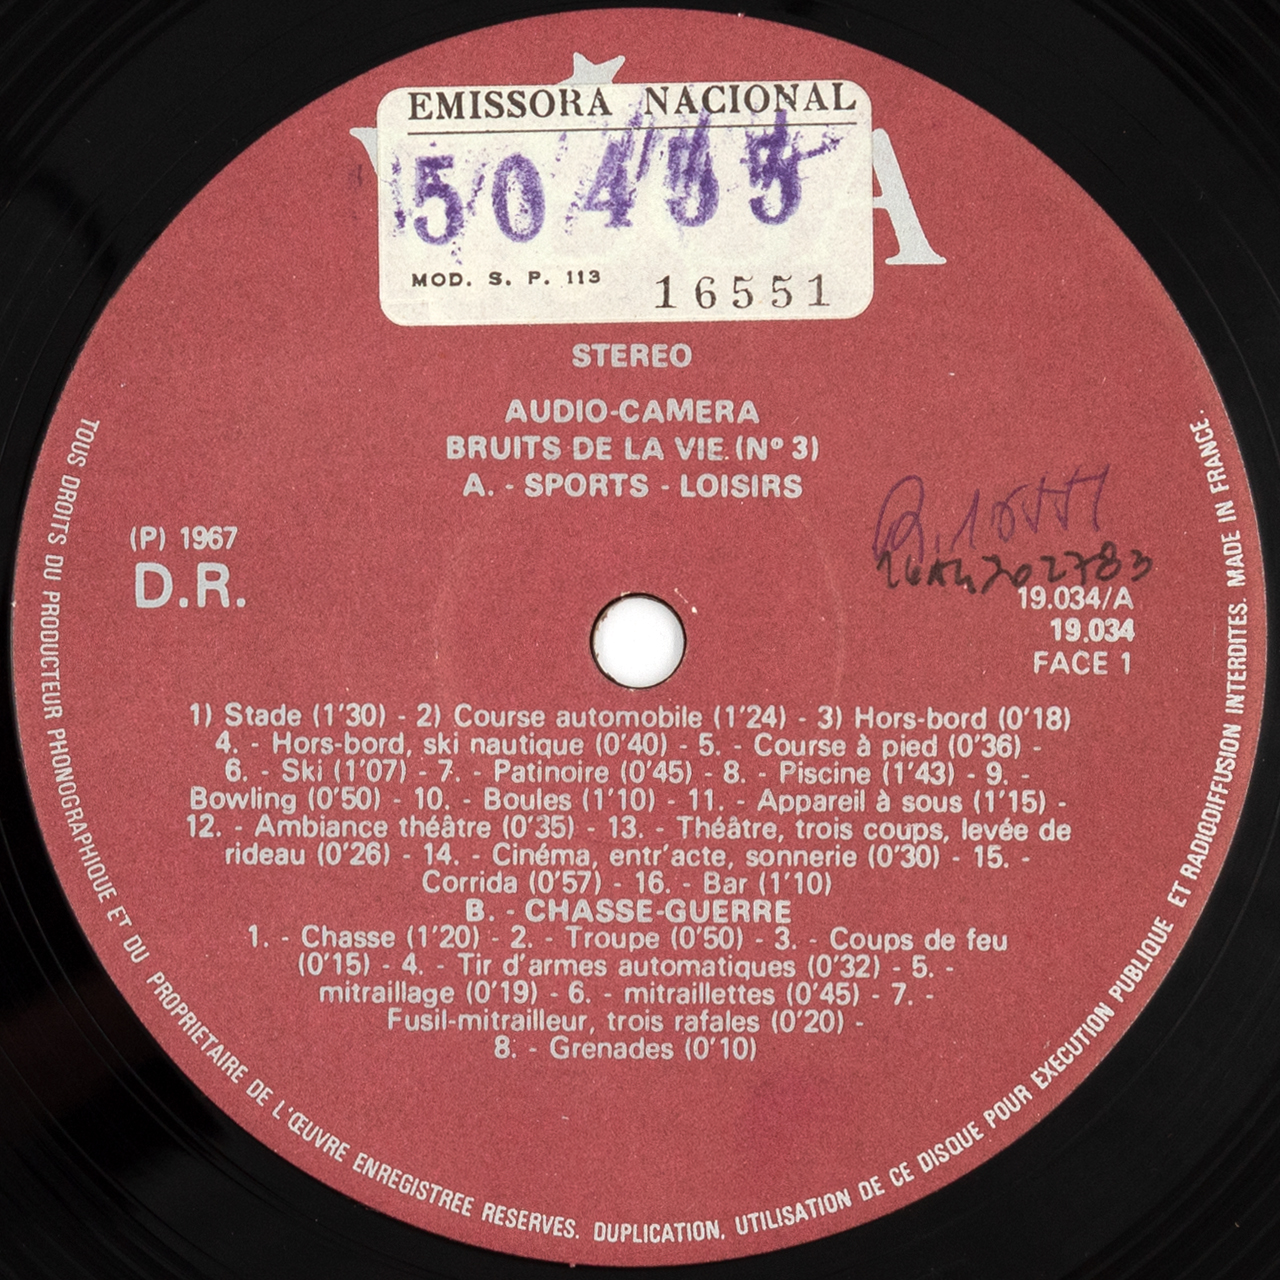 EMISSORA NACIONAL
50455
MOD. S. P. 113 16551
STEREO
AUDIO-CAMERA
BRUITS DE LA VIE (Nº 3)
A. - SPORTS - LOISIRS
(P) 1967
D.R.
19.034/A
19.034
FACE 1
1) Stade (1'30) - 2) Course automobile (1'24) - 3) Hors-bord (0'18)
4. - Hors-bord, ski nautique (0'40) - 5. - Course à pied (0'36) -
6. - Ski (1'07) - 7. - Patinoire (0'45) - 8. - Piscine (1'43) - 9. -
Bowling (0'50) - 10. - Boules (1'10) - 11. - Appareil à sous (1'15) -
12. - Ambiance théâtre (0'35) - 13. - Théâtre, trois coups, levée de
rideau (0'26) - 14. - Cinéma, entr'acte, sonnerie (0'30) - 15. -
Corrida (0'57) - 16. - Bar (1'10)
B. - CHASSE-GUERRE
1. - Chasse (1'20) - 2. - Troupe (0'50) - 3. - Coups de feu
(0'15) - 4. - Tir d'armes automatiques (0'32) - 5. -
mitraillage (0'19) - 6. - mitraillettes (0'45) - 7. -
Fusil-mitrailleur, trois rafales (0'20) -
8. - Grenades (0'10)
TOUS DROITS DU PRODUCTEUR PHONOGRAPHIQUE ET DU PROPRIETAIRE DE L'ŒUVRE ENREGISTREE RESERVES. DUPLICATION, UTILISATION DE CE DISQUE POUR EXECUTION PUBLIQUE ET RADIODIFFUSION INTERDITES. MADE IN FRANCE.